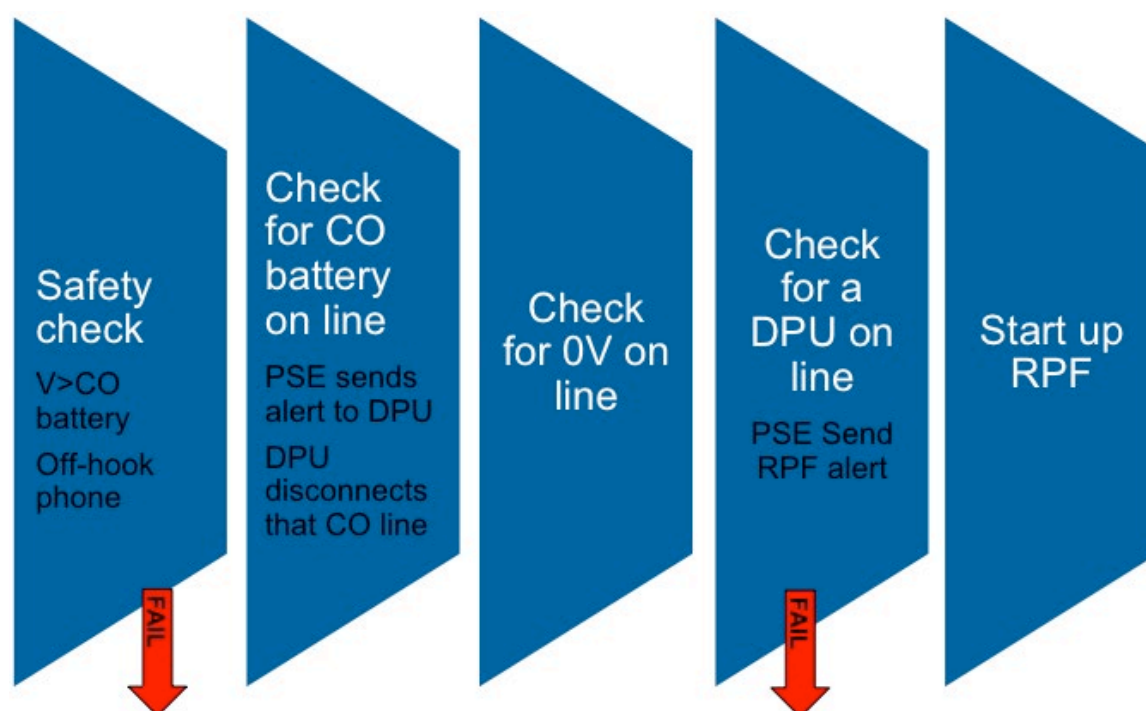 Safety
check
V>CO
battery
Off-hook
phone
FAIL
Check
for CO
battery
on line
PSE sends
alert to DPU
DPU
disconnects
that CO line
Check
for 0V on
line
Check
for a
DPU on
line
PSE Send
RPF alert
FAIL
Start up
RPF